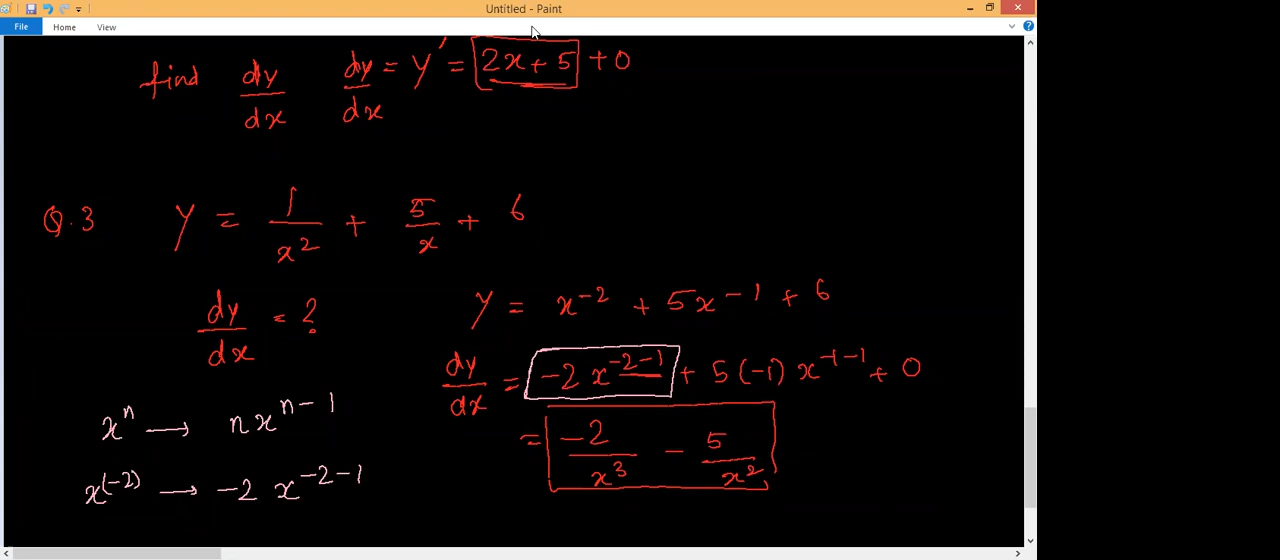 Untitled - Paint
File Home View
find dy/dx dy/dx = y' = 2x + 5 + 0
Q.3 y = 1/x² + 5/x + 6
dy/dx = ?
y = x⁻² + 5x⁻¹ + 6
dy/dx = -2 x⁻²⁻¹ + 5(-1) x⁻¹⁻¹ + 0
= -2/x³ - 5/x²
xⁿ → nxⁿ⁻¹
x⁽⁻²⁾ → -2 x⁻²⁻¹